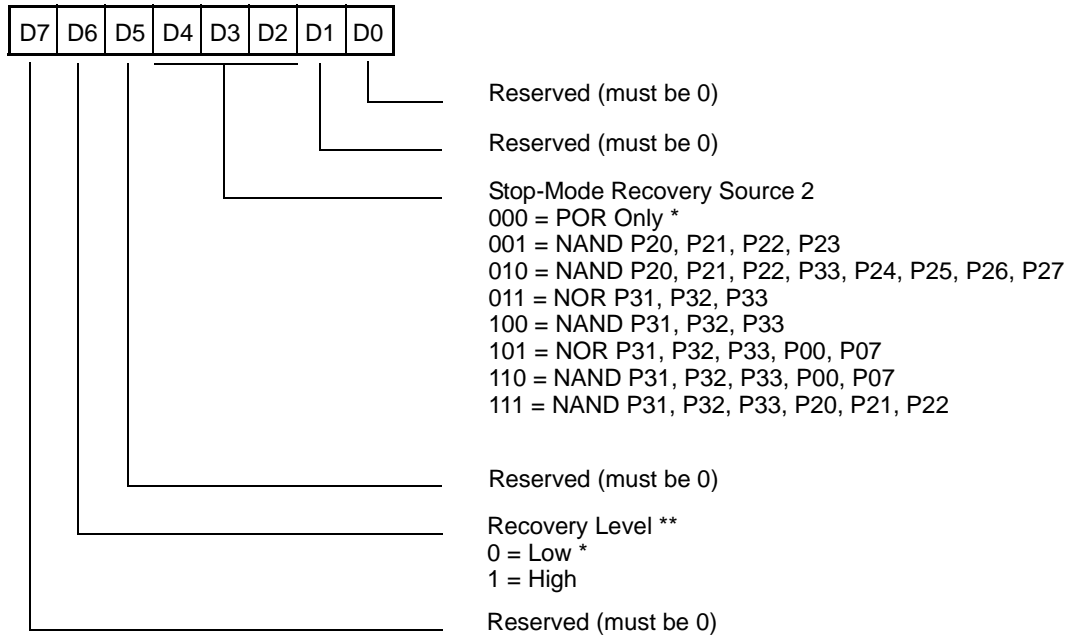 D7 D6 D5 D4 D3 D2 D1 D0
Reserved (must be 0)
Reserved (must be 0)
Stop-Mode Recovery Source 2
000 = POR Only *
001 = NAND P20, P21, P22, P23
010 = NAND P20, P21, P22, P33, P24, P25, P26, P27
011 = NOR P31, P32, P33
100 = NAND P31, P32, P33
101 = NOR P31, P32, P33, P00, P07
110 = NAND P31, P32, P33, P00, P07
111 = NAND P31, P32, P33, P20, P21, P22
Reserved (must be 0)
Recovery Level **
0 = Low *
1 = High
Reserved (must be 0)